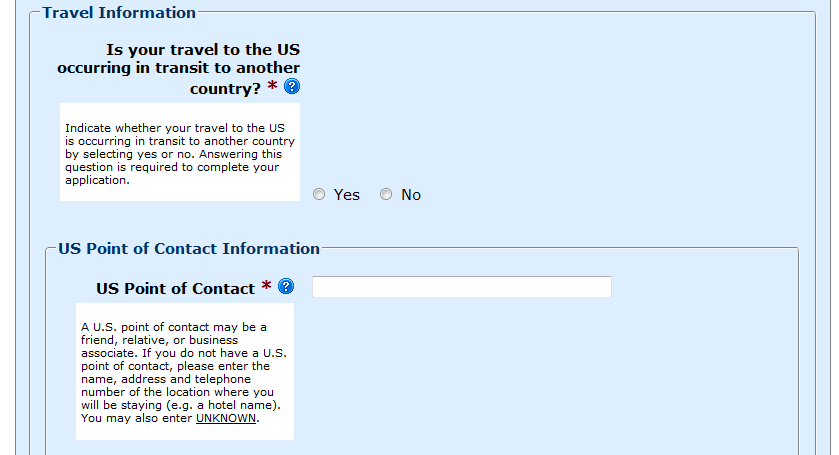 Travel Information
Is your travel to the US
occurring in transit to another
country? * ?
Indicate whether your travel to the US
is occurring in transit to another country
by selecting yes or no. Answering this
question is required to complete your
application.
Yes No
US Point of Contact Information
US Point of Contact * ?
A U.S. point of contact may be a
friend, relative, or business
associate. If you do not have a U.S.
point of contact, please enter the
name, address and telephone
number of the location where you
will be staying (e.g. a hotel name).
You may also enter UNKNOWN.